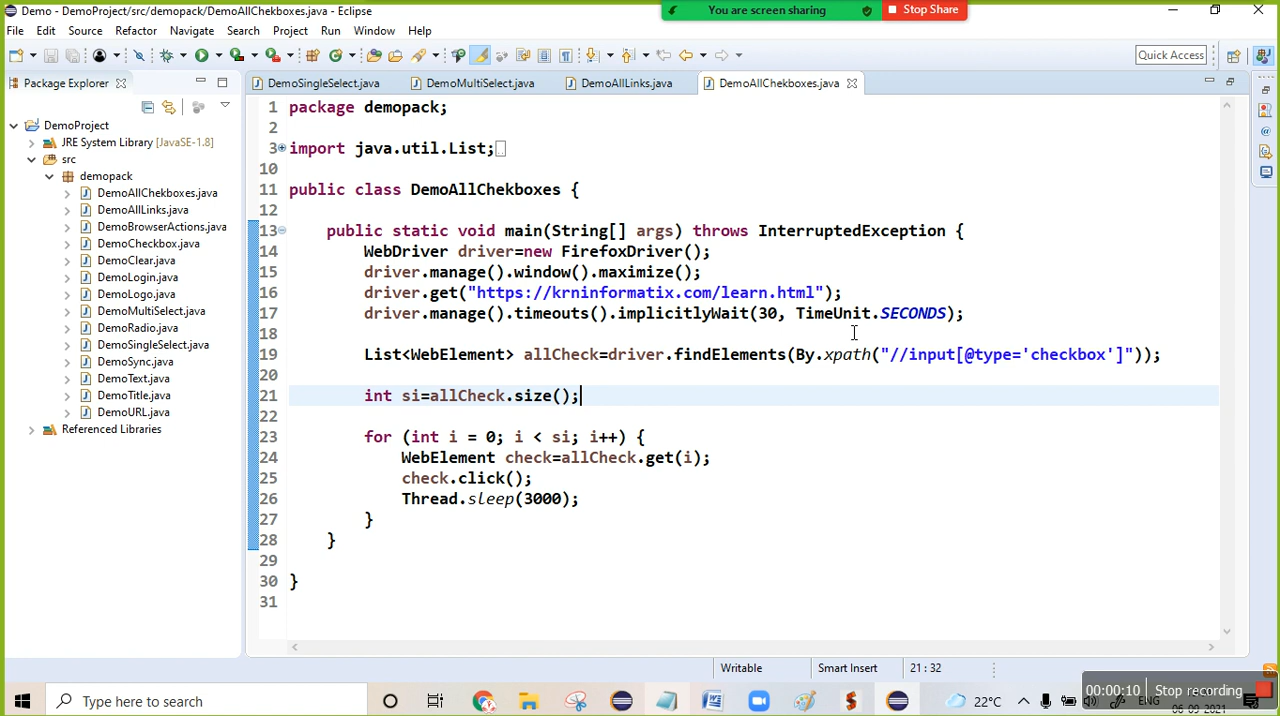 Demo - DemoProject/src/demopack/DemoAllChekboxes.java - Eclipse
You are screen sharing
Stop Share
File Edit Source Refactor Navigate Search Project Run Window Help
Quick Access
Package Explorer
DemoSingleSelect.java
DemoMultiSelect.java
DemoAllLinks.java
DemoAllChekboxes.java
DemoProject
JRE System Library [JavaSE-1.8]
src
demopack
DemoAllChekboxes.java
DemoAllLinks.java
DemoBrowserActions.java
DemoCheckbox.java
DemoClear.java
DemoLogin.java
DemoLogo.java
DemoMultiSelect.java
DemoRadio.java
DemoSingleSelect.java
DemoSync.java
DemoText.java
DemoTitle.java
DemoURL.java
Referenced Libraries
1 package demopack;
2
3 import java.util.List;
10
11 public class DemoAllChekboxes {
12
13 public static void main(String[] args) throws InterruptedException {
14 WebDriver driver=new FirefoxDriver();
15 driver.manage().window().maximize();
16 driver.get("https://krninformatix.com/learn.html");
17 driver.manage().timeouts().implicitlyWait(30, TimeUnit.SECONDS);
18
19 List<WebElement> allCheck=driver.findElements(By.xpath("//input[@type='checkbox']"));
20
21 int si=allCheck.size();
22
23 for (int i = 0; i < si; i++) {
24 WebElement check=allCheck.get(i);
25 check.click();
26 Thread.sleep(3000);
27 }
28 }
29
30 }
31
Writable
Smart Insert
21 : 32
00:00:10 Stop recording
Type here to search
22°C
ENG
06-09-2021